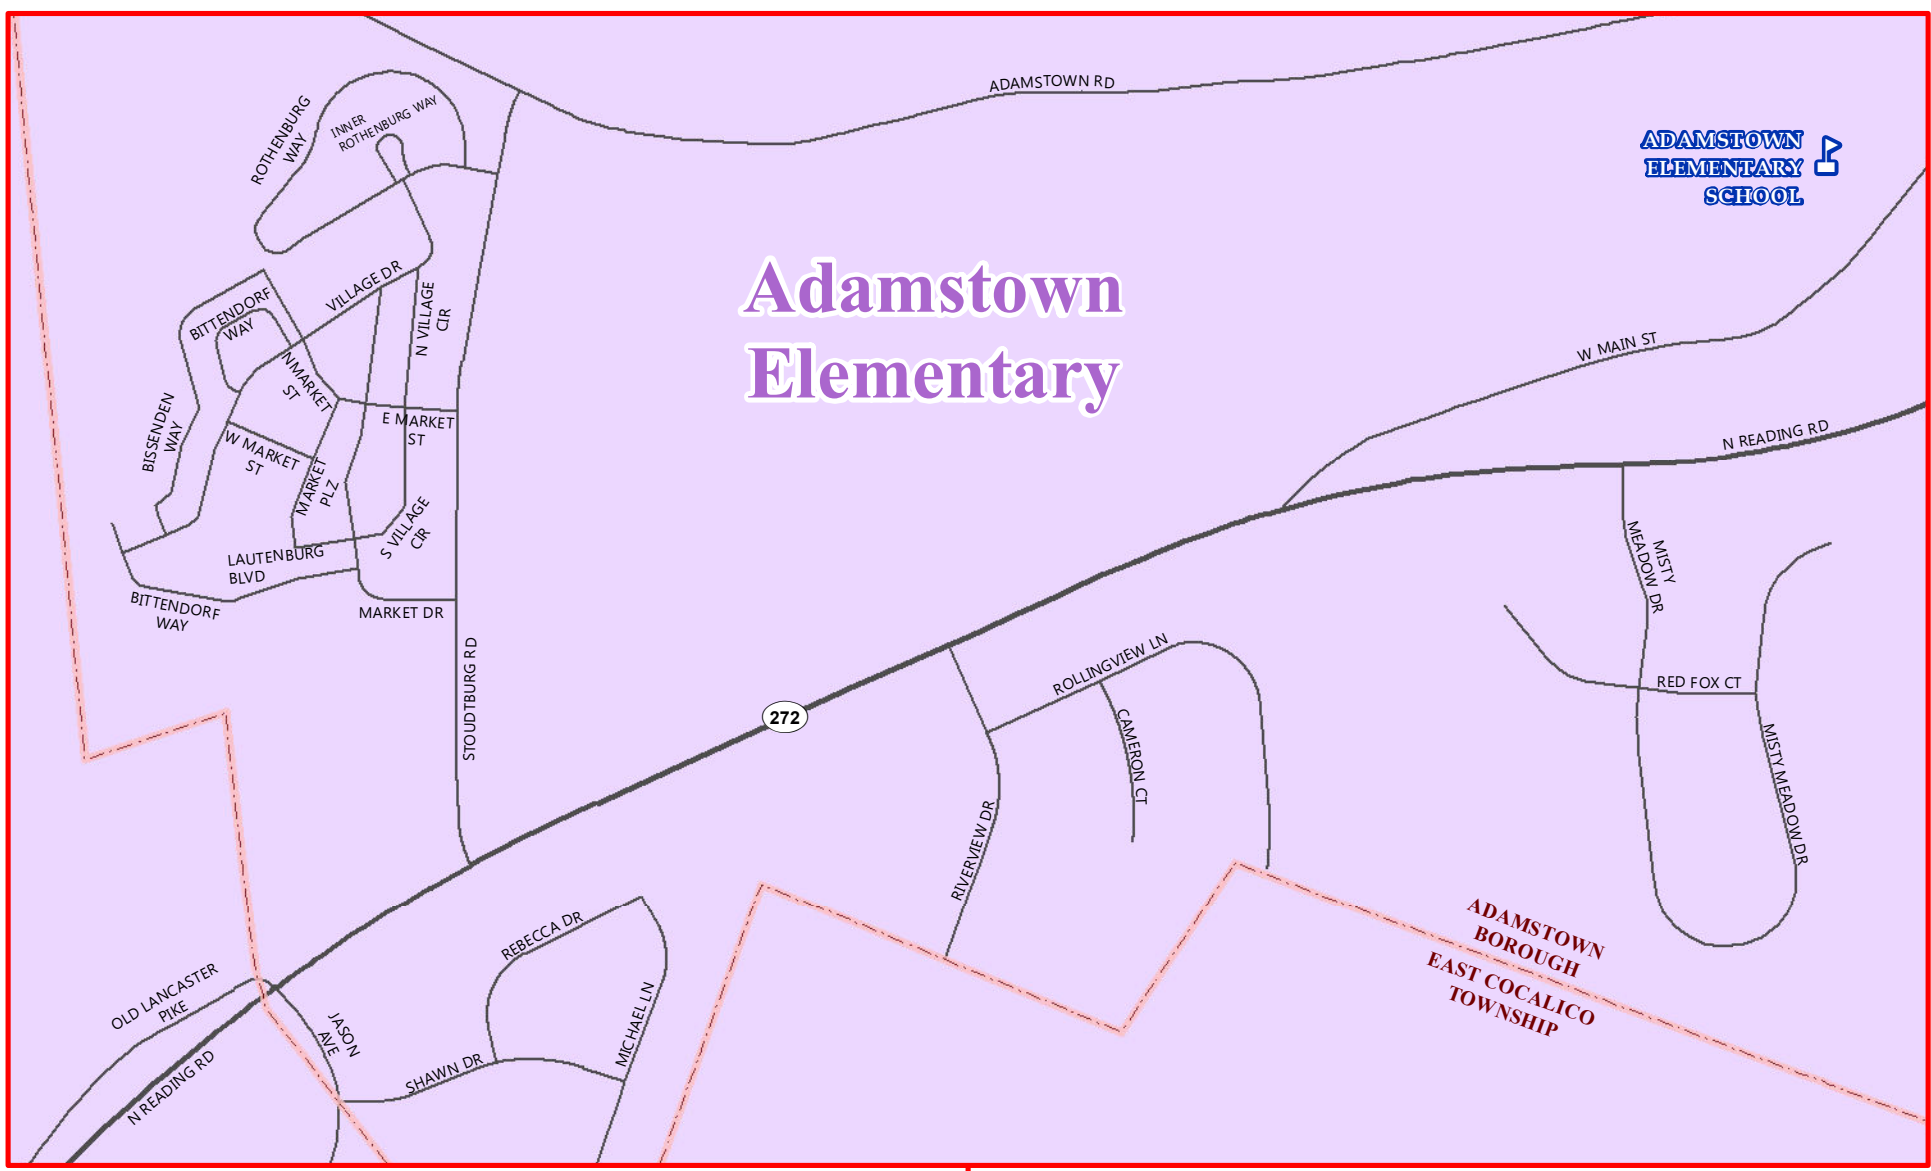 ADAMSTOWN RD
ROTHENBURG
WAY
INNER
ROTHENBURG WAY
ADAMSTOWN
ELEMENTARY
SCHOOL
Adamstown
Elementary
VILLAGE DR
BITTENDORF
WAY
N VILLAGE
CIR
N MARKET
ST
W MAIN ST
BISSENDEN
WAY
E MARKET
ST
W MARKET
ST
N READING RD
MARKET
PLZ
S VILLAGE
CIR
LAUTENBURG
BLVD
BITTENDORF
WAY
MARKET DR
MISTY
MEADOW DR
STOUDTBURG RD
ROLLINGVIEW LN
RED FOX CT
272
CAMERON CT
MISTY MEADOW DR
RIVERVIEW DR
REBECCA DR
ADAMSTOWN
BOROUGH
EAST COCALICO
TOWNSHIP
OLD LANCASTER
PIKE
JASON
AVE
MICHAEL LN
SHAWN DR
N READING RD